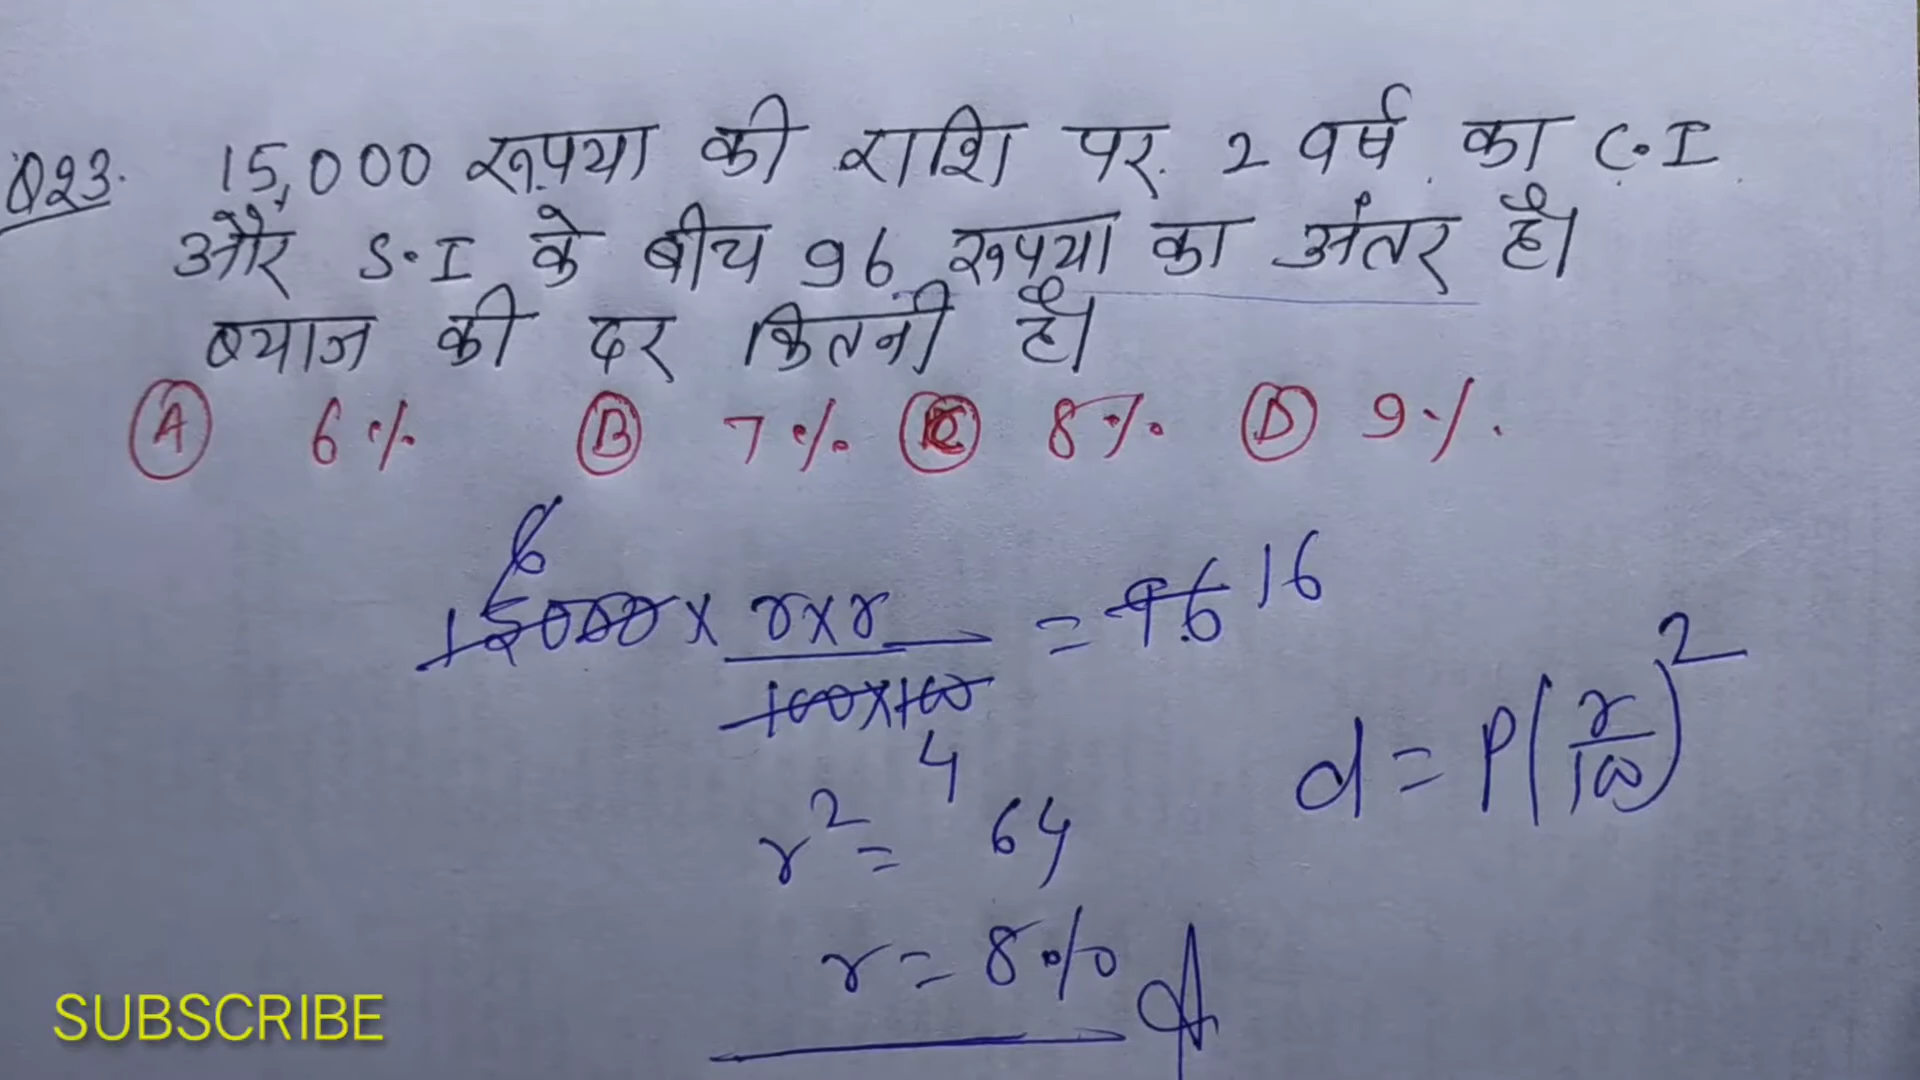 Q23. 15,000 रूपया की राशि पर 2 वर्ष का C.I
और S.I के बीच 96 रूपया का अंतर है।
ब्याज की दर कितनी है।
(A) 6% (B) 7% (C) 8% (D) 9%.
6
15000 × r×r = 96 16
100×100
4
d = P(r/100)²
r² = 64
r = 8% A
SUBSCRIBE